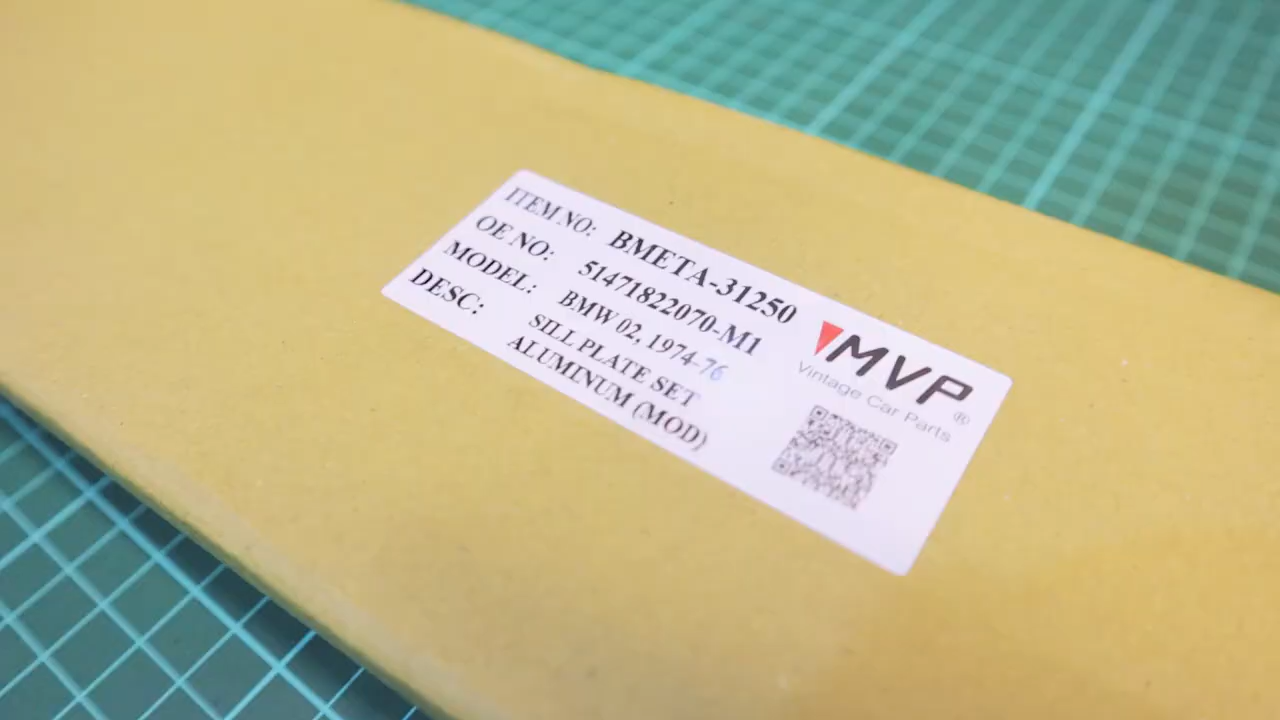 ITEM NO: BMETA-31250
OE NO: 51471822070-M1
MODEL: BMW 02, 1974-76
DESC: SILL PLATE SET
ALUMINUM (MOD)
MVP®
Vintage Car Parts